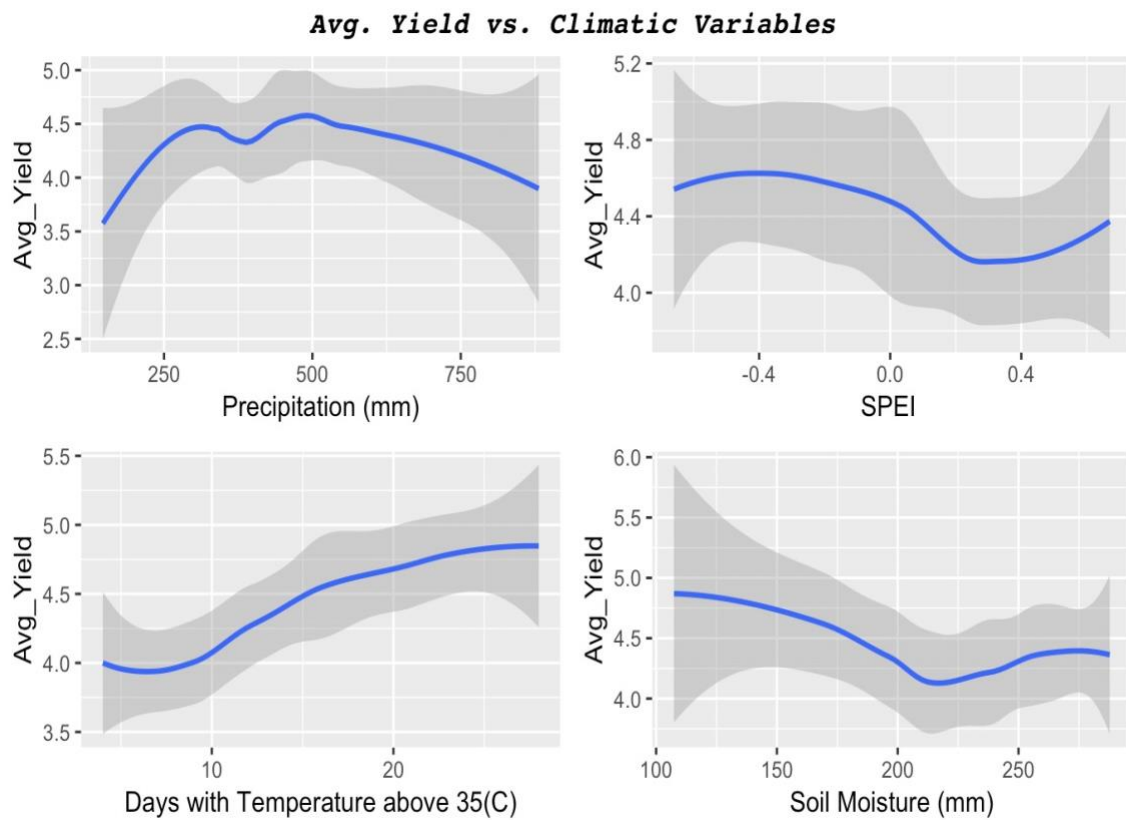 Avg. Yield vs. Climatic Variables
Avg_Yield
5.0
4.5
4.0
3.5
3.0
2.5
250 500 750
Precipitation (mm)
Avg_Yield
5.2
4.8
4.4
4.0
-0.4 0.0 0.4
SPEI
Avg_Yield
5.5
5.0
4.5
4.0
3.5
10 20
Days with Temperature above 35(C)
Avg_Yield
6.0
5.5
5.0
4.5
4.0
100 150 200 250
Soil Moisture (mm)